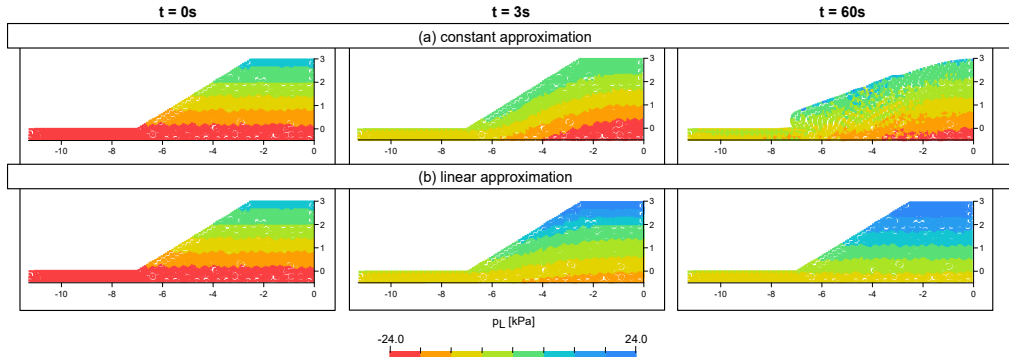 t = 0s t = 3s t = 60s
(a) constant approximation
3 3 3
2 2 2
1 1 1
0 0 0
-10 -8 -6 -4 -2 0 -10 -8 -6 -4 -2 0 -10 -8 -6 -4 -2 0
(b) linear approximation
3 3 3
2 2 2
1 1 1
0 0 0
-10 -8 -6 -4 -2 0 -10 -8 -6 -4 -2 0 -10 -8 -6 -4 -2 0
p_L [kPa]
-24.0 24.0